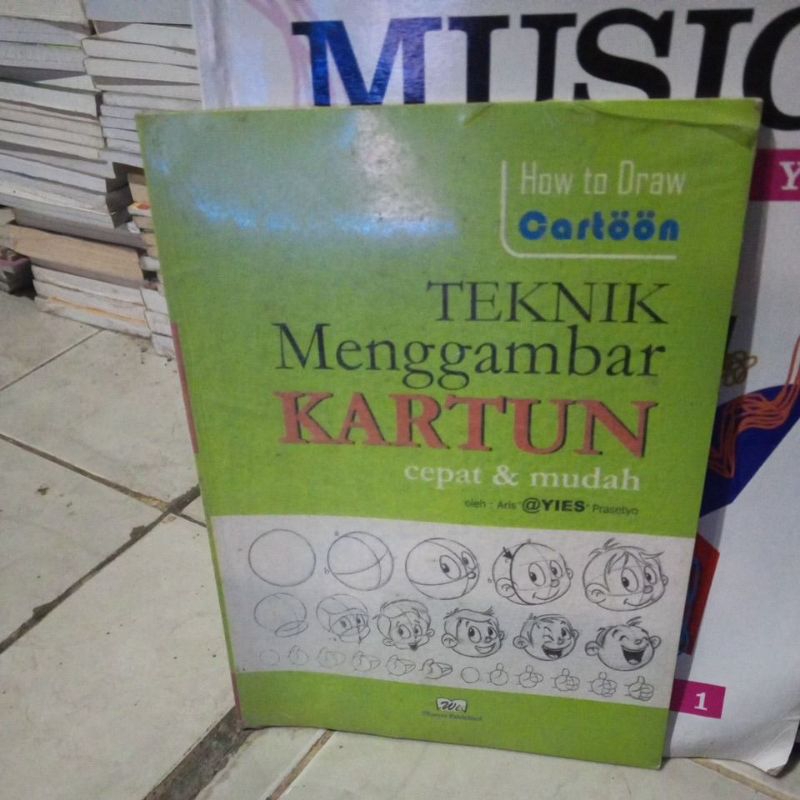 MUSIC
Y
How to Draw
Cartöön
TEKNIK
Menggambar
KARTUN
cepat & mudah
oleh : Aris "@YIES" Prasetyo
1